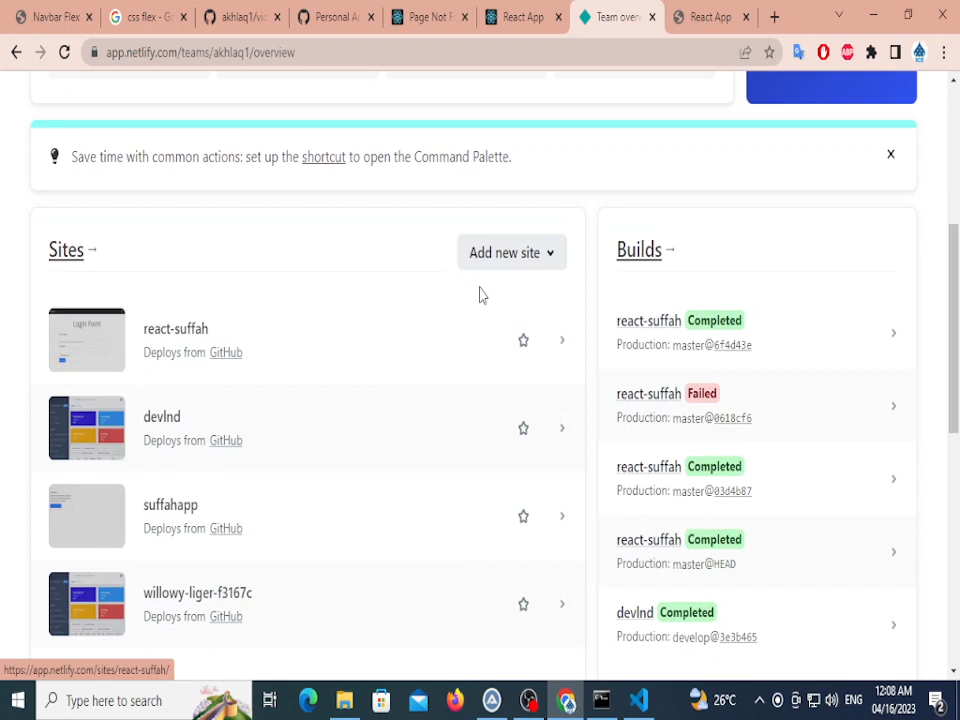 Navbar Flex
css flex - G
akhlaq1/vi
Personal A
Page Not F
React App
Team over
React App
app.netlify.com/teams/akhlaq1/overview
Save time with common actions: set up the shortcut to open the Command Palette.
Sites →
Add new site
react-suffah
Deploys from GitHub
devlnd
Deploys from GitHub
suffahapp
Deploys from GitHub
willowy-liger-f3167c
Deploys from GitHub
Builds →
react-suffah Completed
Production: master@6f4d43e
react-suffah Failed
Production: master@0618cf6
react-suffah Completed
Production: master@03d4b87
react-suffah Completed
Production: master@HEAD
devlnd Completed
Production: develop@3e3b465
https://app.netlify.com/sites/react-suffah/
Type here to search
26°C
ENG
12:08 AM
04/16/2023
2